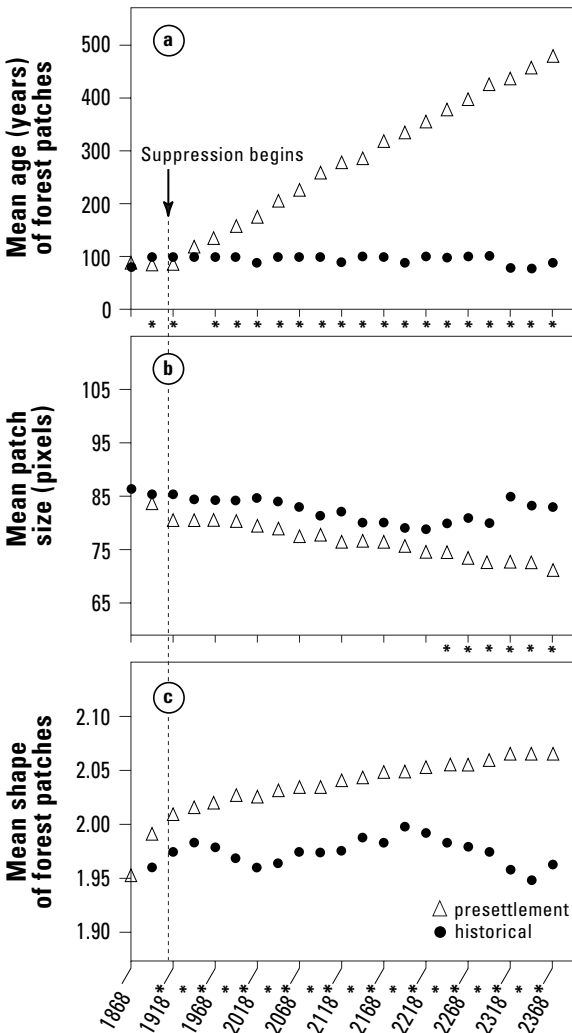 a
500
400
300
200
100
0
Mean age (years)
of forest patches
Suppression begins
* * * * * * * * * * * * * * * * * * *
b
105
95
85
75
65
Mean patch
size (pixels)
* * * * * *
c
2.10
2.05
2.00
1.95
1.90
Mean shape
of forest patches
△ presettlement
● historical
* * * * * * * * * * * * * * * * * * * *
1868 1918 1968 2018 2068 2118 2168 2218 2268 2318 2368